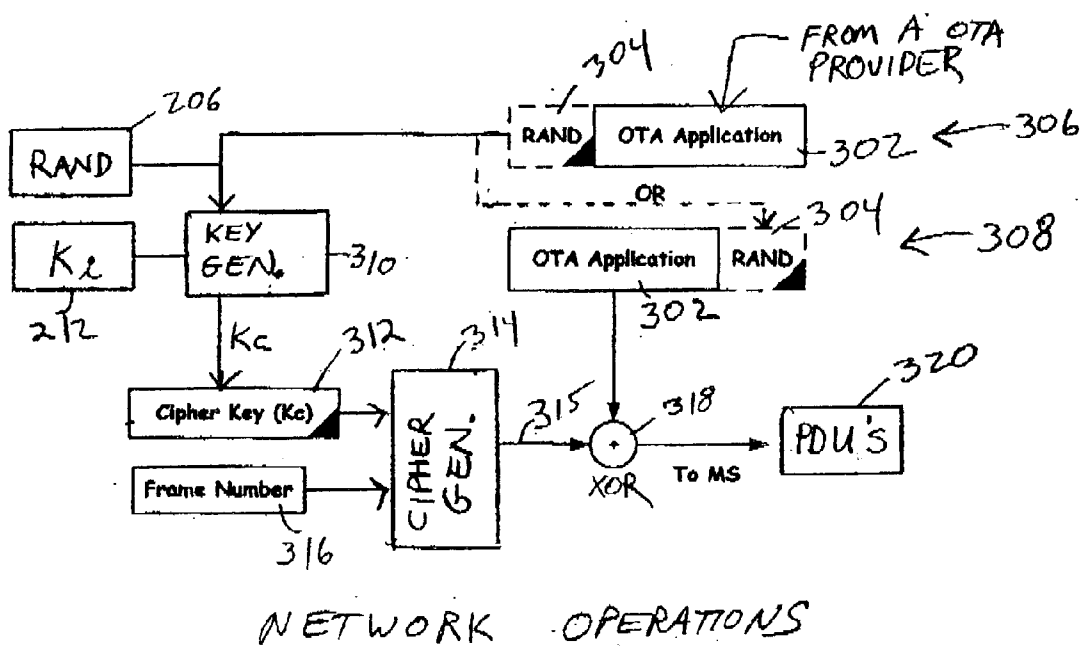 FROM A OTA
PROVIDER
304
206
RAND
RAND
OTA Application
302
306
OR
304
308
KEY
GEN.
310
Ki
212
OTA Application
RAND
302
Kc
312
314
320
Cipher Key (Kc)
CIPHER
GEN.
315
318
XOR
To MS
PDU'S
Frame Number
316
NETWORK OPERATIONS